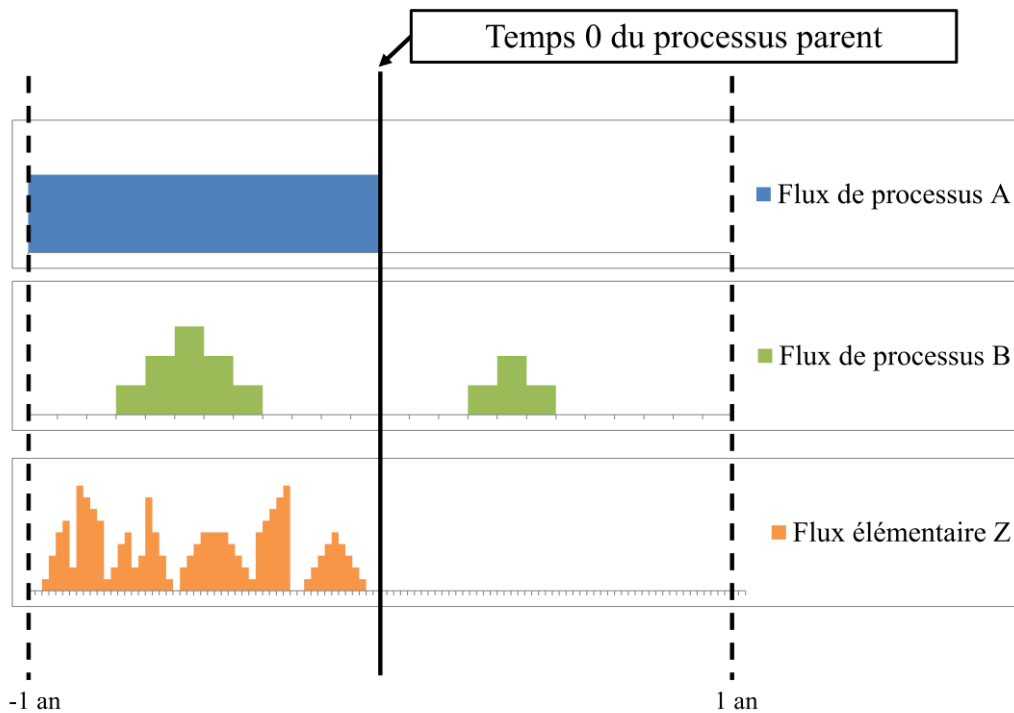 Temps 0 du processus parent
Flux de processus A
Flux de processus B
Flux élémentaire Z
-1 an
1 an